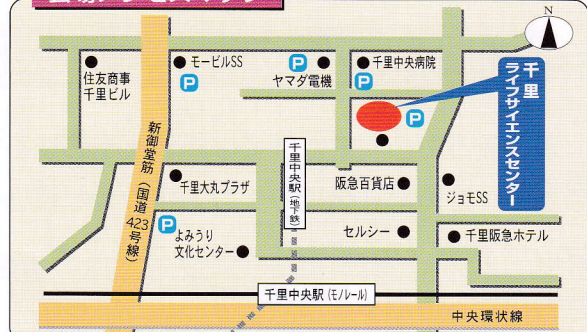 N
千里
ライフサイエンスセンター
住友商事
千里ビル
モービルSS
P
P
ヤマダ電機
千里中央病院
P
P
新御堂筋(国道423号線)
千里中央駅(地下鉄)
千里大丸プラザ
阪急百貨店
ジョモSS
P
よみうり
文化センター
セルシー
千里阪急ホテル
千里中央駅(モノレール)
中央環状線